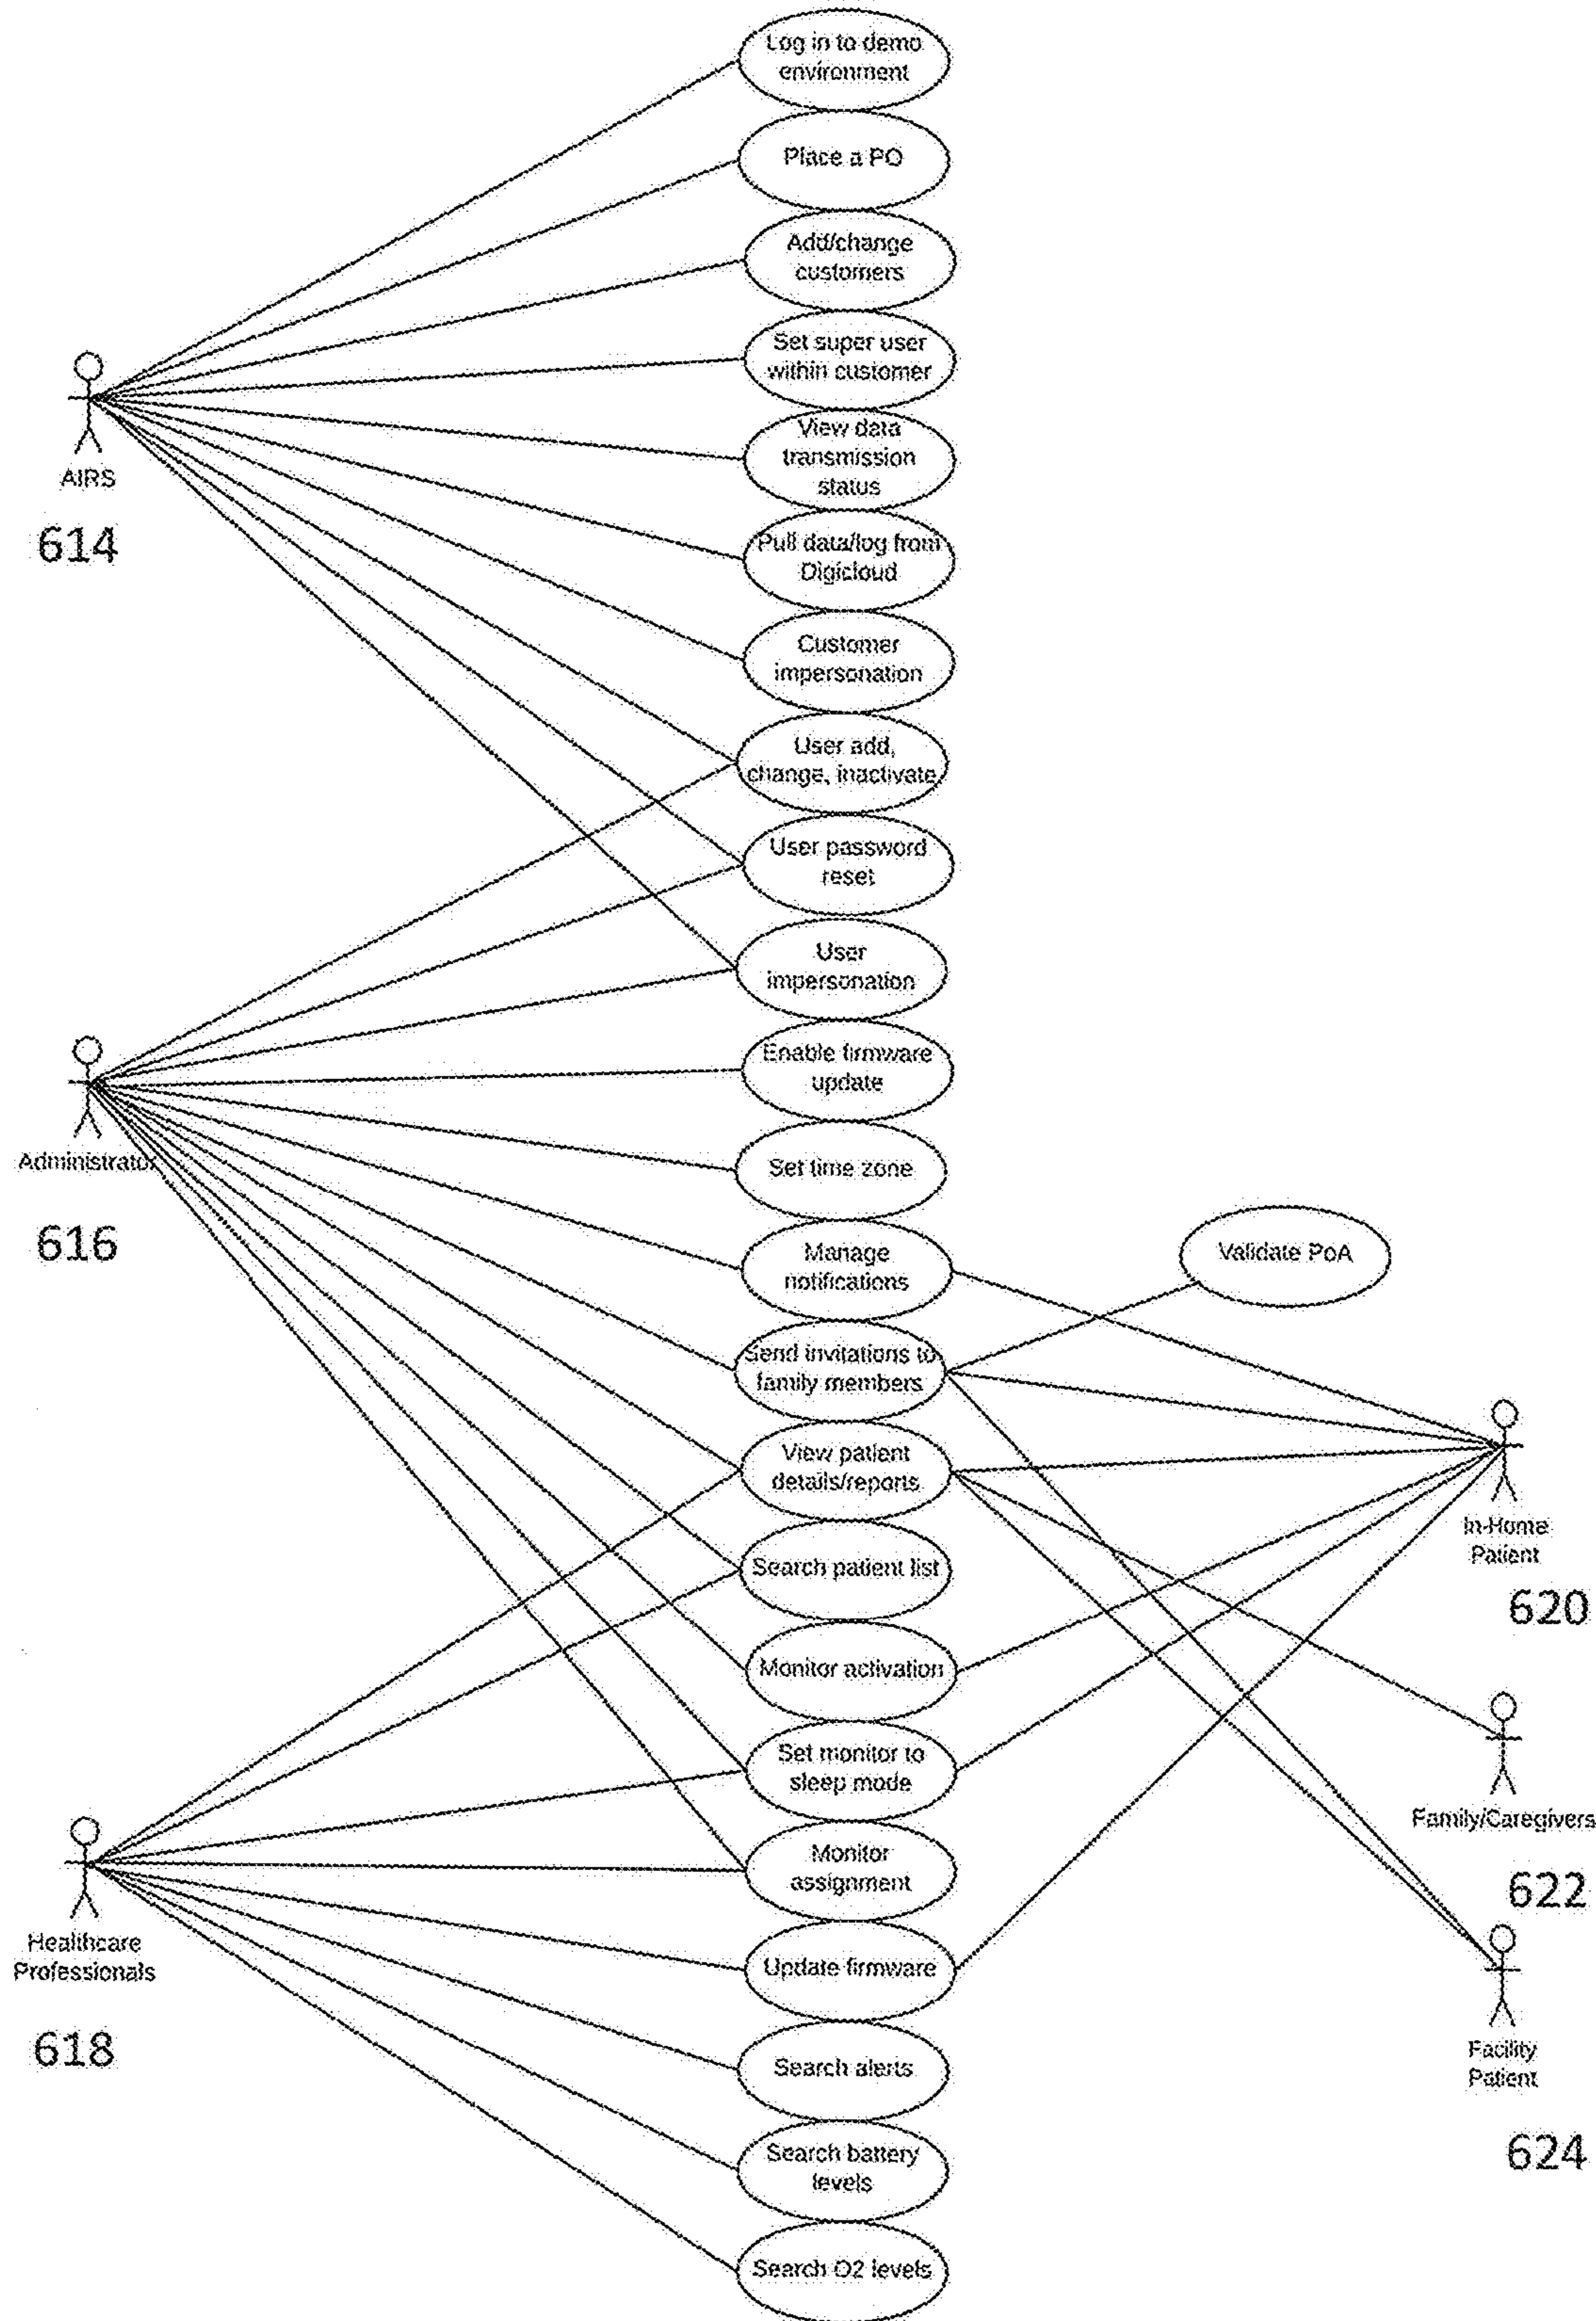 Log in to demo
environment
Place a PO
Add/change
customers
Set super user
within customer
View data
transmission
status
AIRS
614
Pull data/log from
Digicloud
Customer
impersonation
User add,
change, inactivate
User password
reset
User
impersonation
Enable firmware
update
Administrator
616
Set time zone
Manage
notifications
Validate PoA
Send invitations to
family members
View patient
details/reports
In-Home
Patient
620
Search patient list
Monitor activation
Set monitor to
sleep mode
Family/Caregivers
622
Monitor
assignment
Healthcare
Professionals
618
Update firmware
Search alerts
Facility
Patient
624
Search battery
levels
Search O2 levels